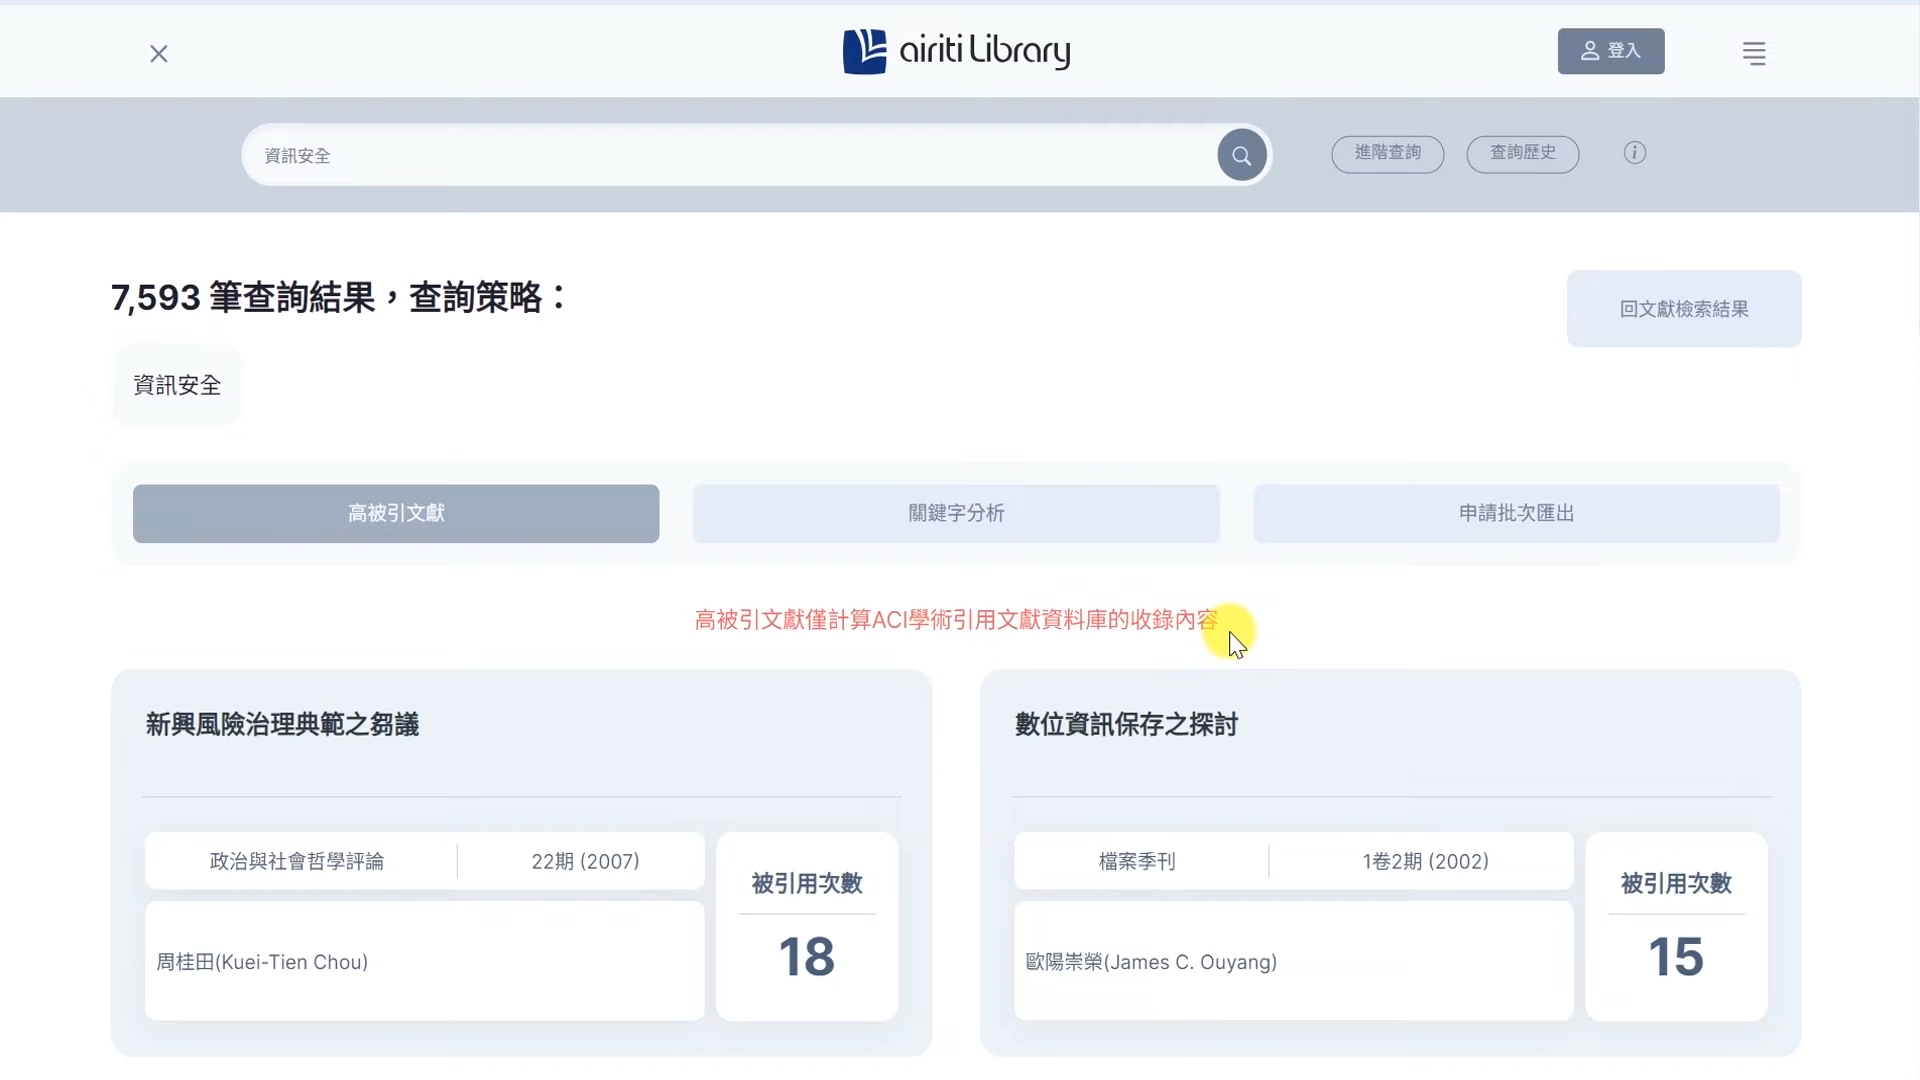 airiti Library
登入
資訊安全
進階查詢
查詢歷史
7,593 筆查詢結果，查詢策略：
回文獻檢索結果
資訊安全
高被引文獻
關鍵字分析
申請批次匯出
高被引文獻僅計算ACI學術引用文獻資料庫的收錄內容
新興風險治理典範之芻議
政治與社會哲學評論
22期 (2007)
被引用次數
18
周桂田(Kuei-Tien Chou)
數位資訊保存之探討
檔案季刊
1卷2期 (2002)
被引用次數
15
歐陽崇榮(James C. Ouyang)